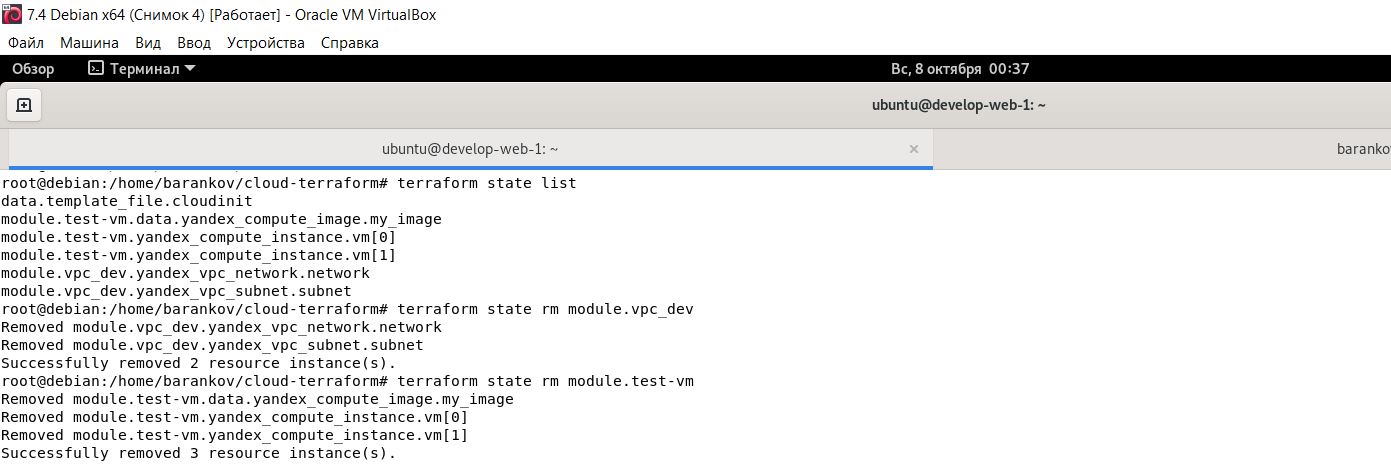 7.4 Debian x64 (Снимок 4) [Работает] - Oracle VM VirtualBox
Файл Машина Вид Ввод Устройства Справка
Обзор Терминал Вс, 8 октября 00:37
ubuntu@develop-web-1: ~
ubuntu@develop-web-1: ~ × baranko
root@debian:/home/barankov/cloud-terraform# terraform state list
data.template_file.cloudinit
module.test-vm.data.yandex_compute_image.my_image
module.test-vm.yandex_compute_instance.vm[0]
module.test-vm.yandex_compute_instance.vm[1]
module.vpc_dev.yandex_vpc_network.network
module.vpc_dev.yandex_vpc_subnet.subnet
root@debian:/home/barankov/cloud-terraform# terraform state rm module.vpc_dev
Removed module.vpc_dev.yandex_vpc_network.network
Removed module.vpc_dev.yandex_vpc_subnet.subnet
Successfully removed 2 resource instance(s).
root@debian:/home/barankov/cloud-terraform# terraform state rm module.test-vm
Removed module.test-vm.data.yandex_compute_image.my_image
Removed module.test-vm.yandex_compute_instance.vm[0]
Removed module.test-vm.yandex_compute_instance.vm[1]
Successfully removed 3 resource instance(s).